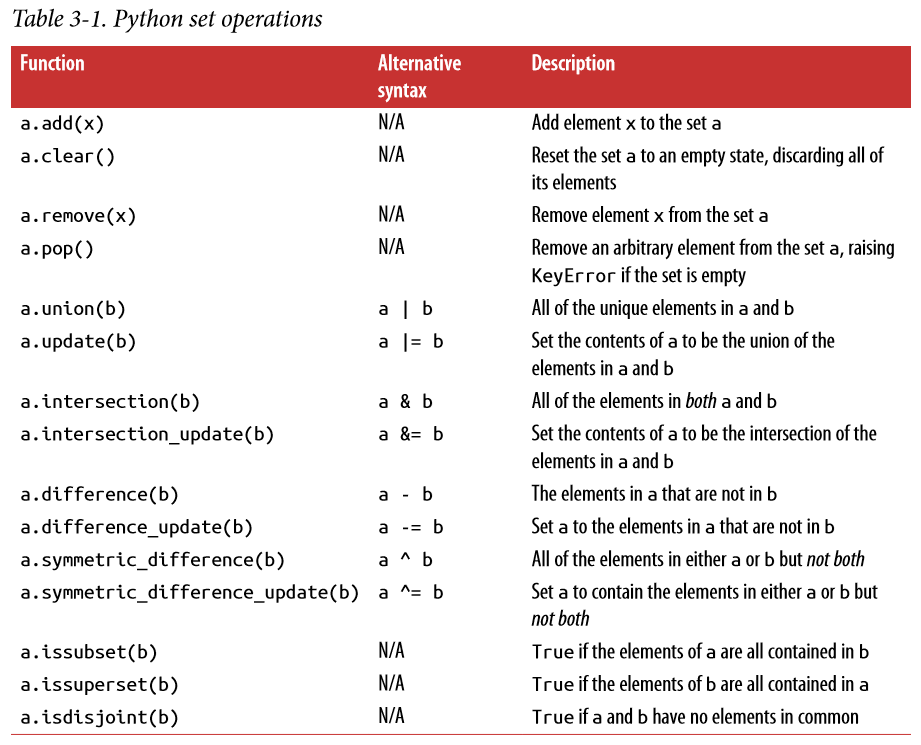 Table 3-1. Python set operations
Function Alternative Description
syntax
a.add(x) N/A Add element x to the set a
a.clear() N/A Reset the set a to an empty state, discarding all of
its elements
a.remove(x) N/A Remove element x from the set a
a.pop() N/A Remove an arbitrary element from the set a, raising
KeyError if the set is empty
a.union(b) a | b All of the unique elements in a and b
a.update(b) a |= b Set the contents of a to be the union of the
elements in a and b
a.intersection(b) a & b All of the elements in both a and b
a.intersection_update(b) a &= b Set the contents of a to be the intersection of the
elements in a and b
a.difference(b) a - b The elements in a that are not in b
a.difference_update(b) a -= b Set a to the elements in a that are not in b
a.symmetric_difference(b) a ^ b All of the elements in either a or b but not both
a.symmetric_difference_update(b) a ^= b Set a to contain the elements in either a or b but
not both
a.issubset(b) N/A True if the elements of a are all contained in b
a.issuperset(b) N/A True if the elements of b are all contained in a
a.isdisjoint(b) N/A True if a and b have no elements in common